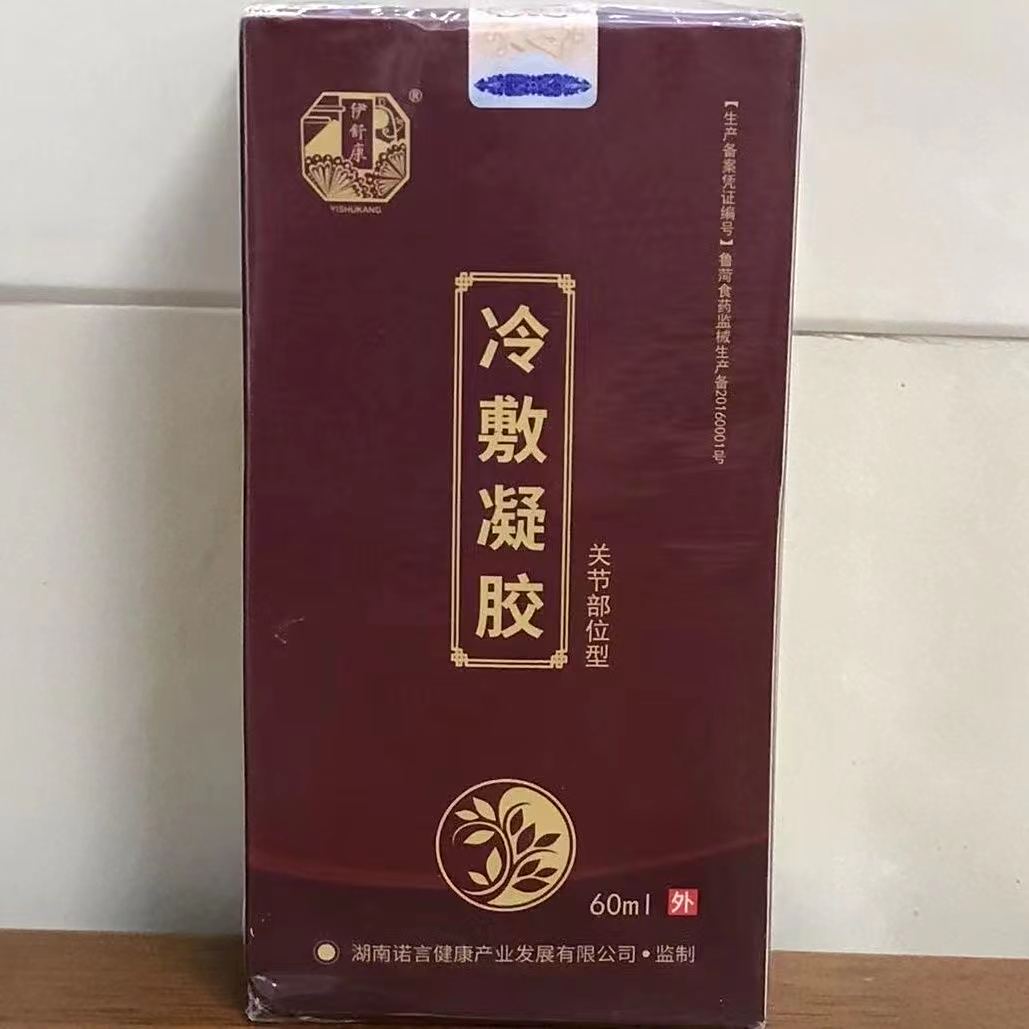 伊舒康
®
YISHUKANG
【生产备案凭证编号】鲁菏食药监械生产备20160001号
冷敷凝胶
关节部位型
60ml 外
湖南诺言健康产业发展有限公司•监制